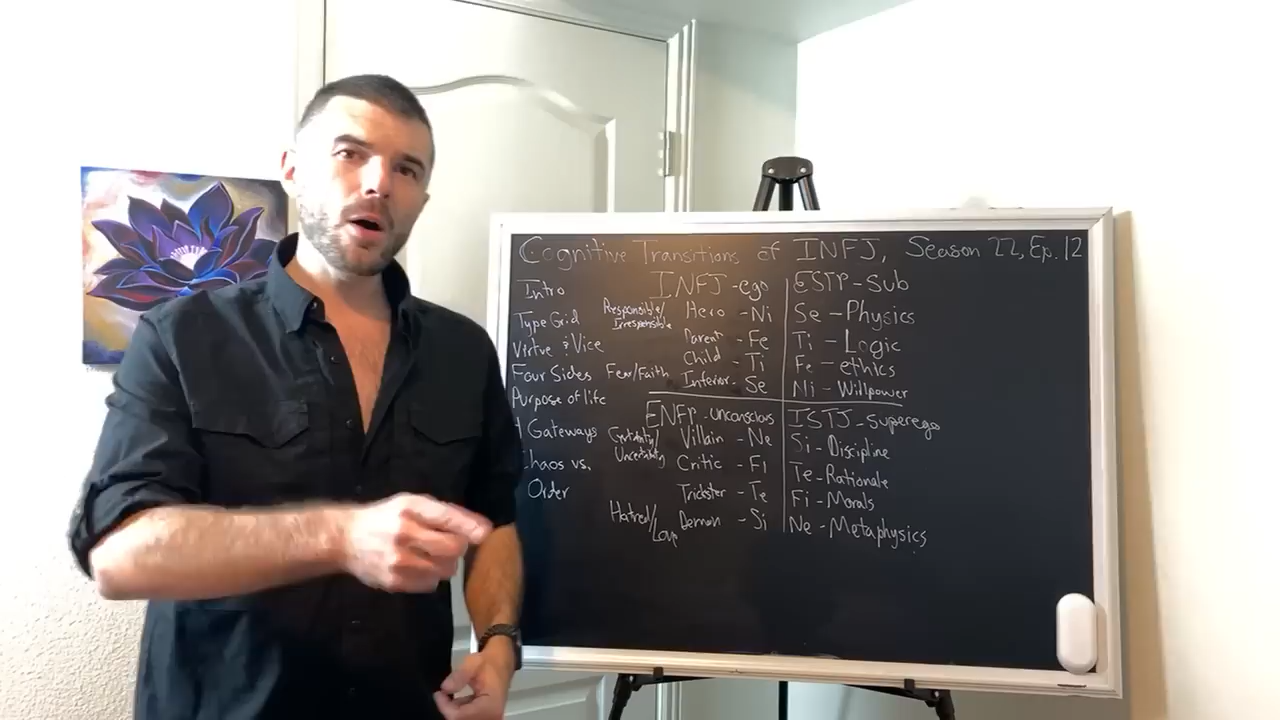 Cognitive Transitions of INFJ, Season 22, Ep. 12
Intro
Type Grid
Virtue & Vice
Four Sides
Purpose of life
4 Gateways
Chaos vs.
Order
INFJ-ego
Responsible/
Irresponsible
Hero - Ni
Parent - Fe
Child - Ti
Fear/Faith Inferior - Se
ESTP-Sub
Se - Physics
Ti - Logic
Fe - ethics
Ni - Willpower
ENFP-Unconscious
Certainty/
Uncertainty
Villain - Ne
Critic - Fi
Trickster - Te
Hatred/
Love
Demon - Si
ISTJ-Superego
Si - Discipline
Te - Rationale
Fi - Morals
Ne - Metaphysics